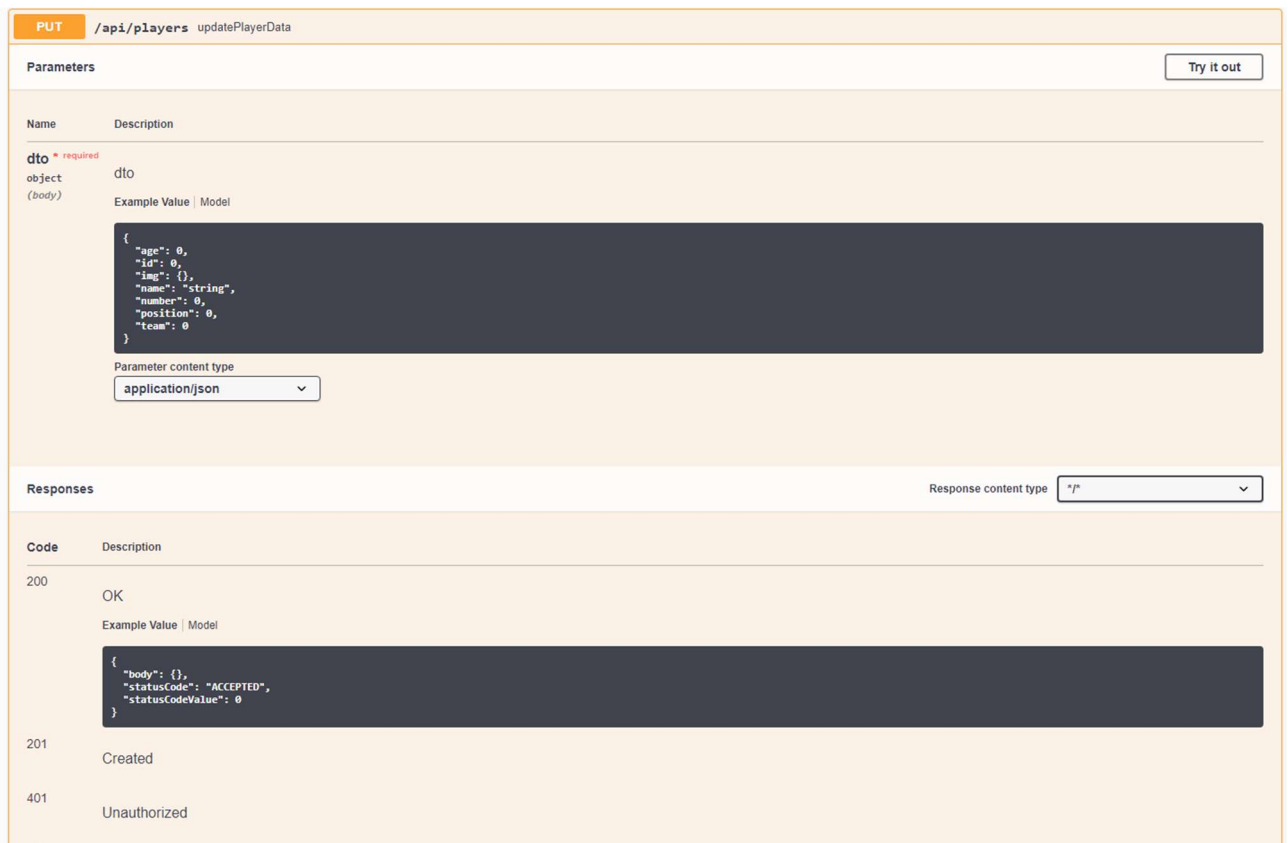 PUT /api/players updatePlayerData
Parameters Try it out
Name Description
dto * required dto
object
(body)
Example Value Model
{
"age": 0,
"id": 0,
"img": {},
"name": "string",
"number": 0,
"position": 0,
"team": 0
}
Parameter content type
application/json
Responses Response content type */*
Code Description
200
OK
Example Value Model
{
"body": {},
"statusCode": "ACCEPTED",
"statusCodeValue": 0
}
201
Created
401
Unauthorized